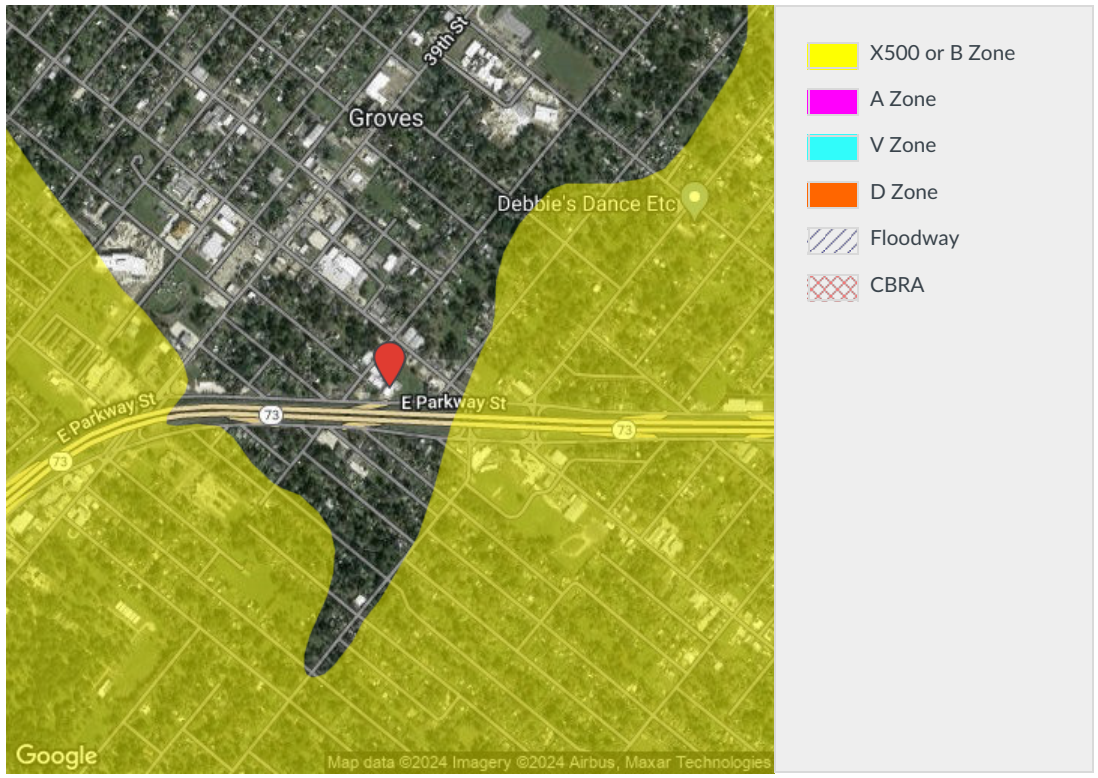 39th St
Groves
Debbie's Dance Etc
E Parkway St
73
E Parkway St
73
73
Google
Map data ©2024 Imagery ©2024 Airbus, Maxar Technologies
X500 or B Zone
A Zone
V Zone
D Zone
Floodway
CBRA